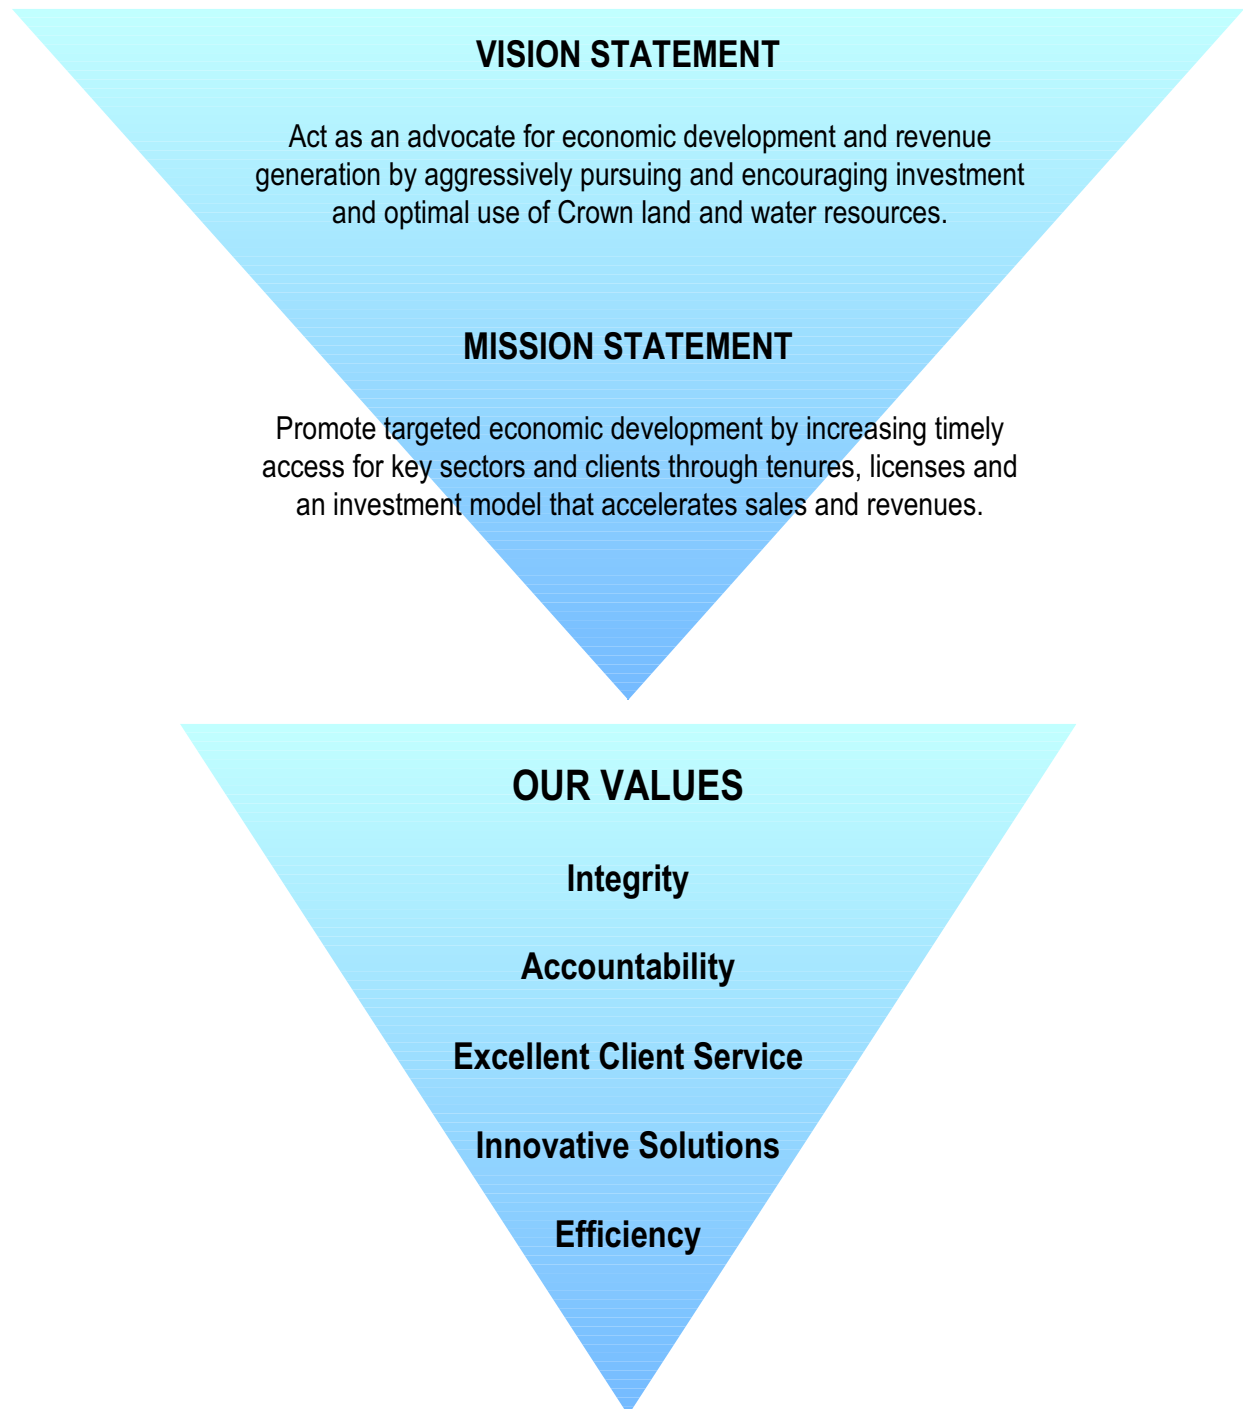 VISION STATEMENT
Act as an advocate for economic development and revenue
generation by aggressively pursuing and encouraging investment
and optimal use of Crown land and water resources.
MISSION STATEMENT
Promote targeted economic development by increasing timely
access for key sectors and clients through tenures, licenses and
an investment model that accelerates sales and revenues.
OUR VALUES
Integrity
Accountability
Excellent Client Service
Innovative Solutions
Efficiency